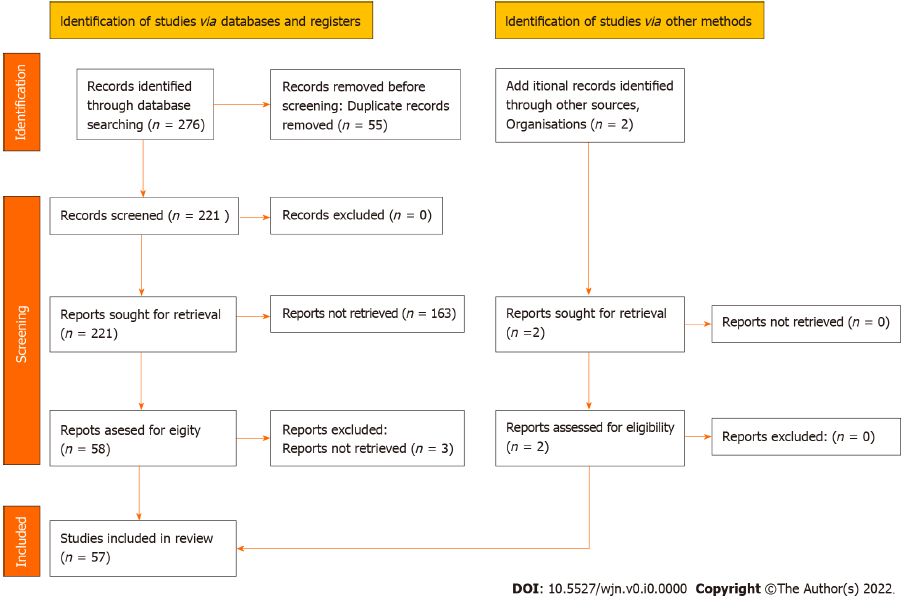 Identification of studies via databases and registers
Identification of studies via other methods
Identification
Records identified
through database
searching (n = 276)
Records removed before
screening: Duplicate records
removed (n = 55)
Add itional records identified
through other sources,
Organisations (n = 2)
Screening
Records screened (n = 221 )
Records excluded (n = 0)
Reports sought for retrieval
(n = 221)
Reports not retrieved (n = 163)
Reports sought for retrieval
(n =2)
Reports not retrieved (n = 0)
Repots asesed for eigity
(n = 58)
Reports excluded:
Reports not retrieved (n = 3)
Reports assessed for eligibility
(n = 2)
Reports excluded: (n = 0)
Included
Studies included in review
(n = 57)
DOI: 10.5527/wjn.v0.i0.0000 Copyright ©The Author(s) 2022.